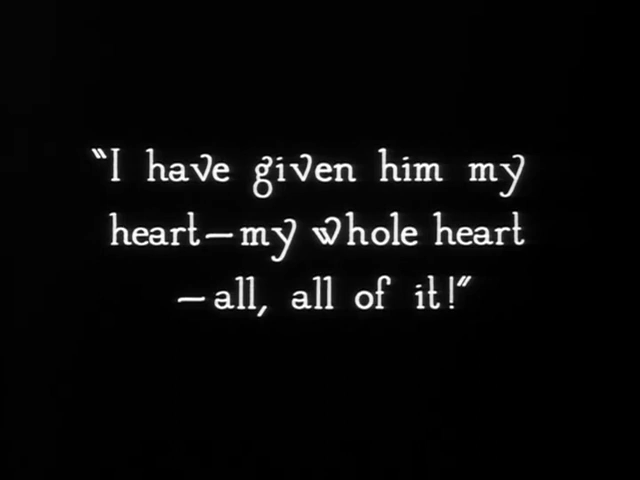 “I have given him my
heart—my whole heart
—all, all of it!”